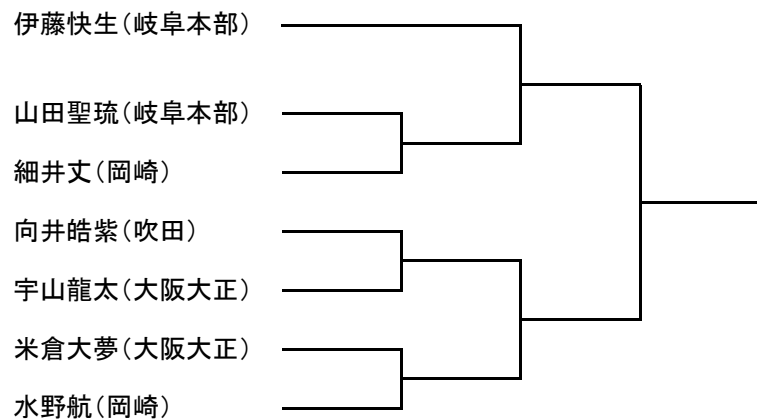 伊藤快生（岐阜本部）
山田聖琉（岐阜本部）
細井丈（岡崎）
向井皓紫（吹田）
宇山龍太（大阪大正）
米倉大夢（大阪大正）
水野航（岡崎）